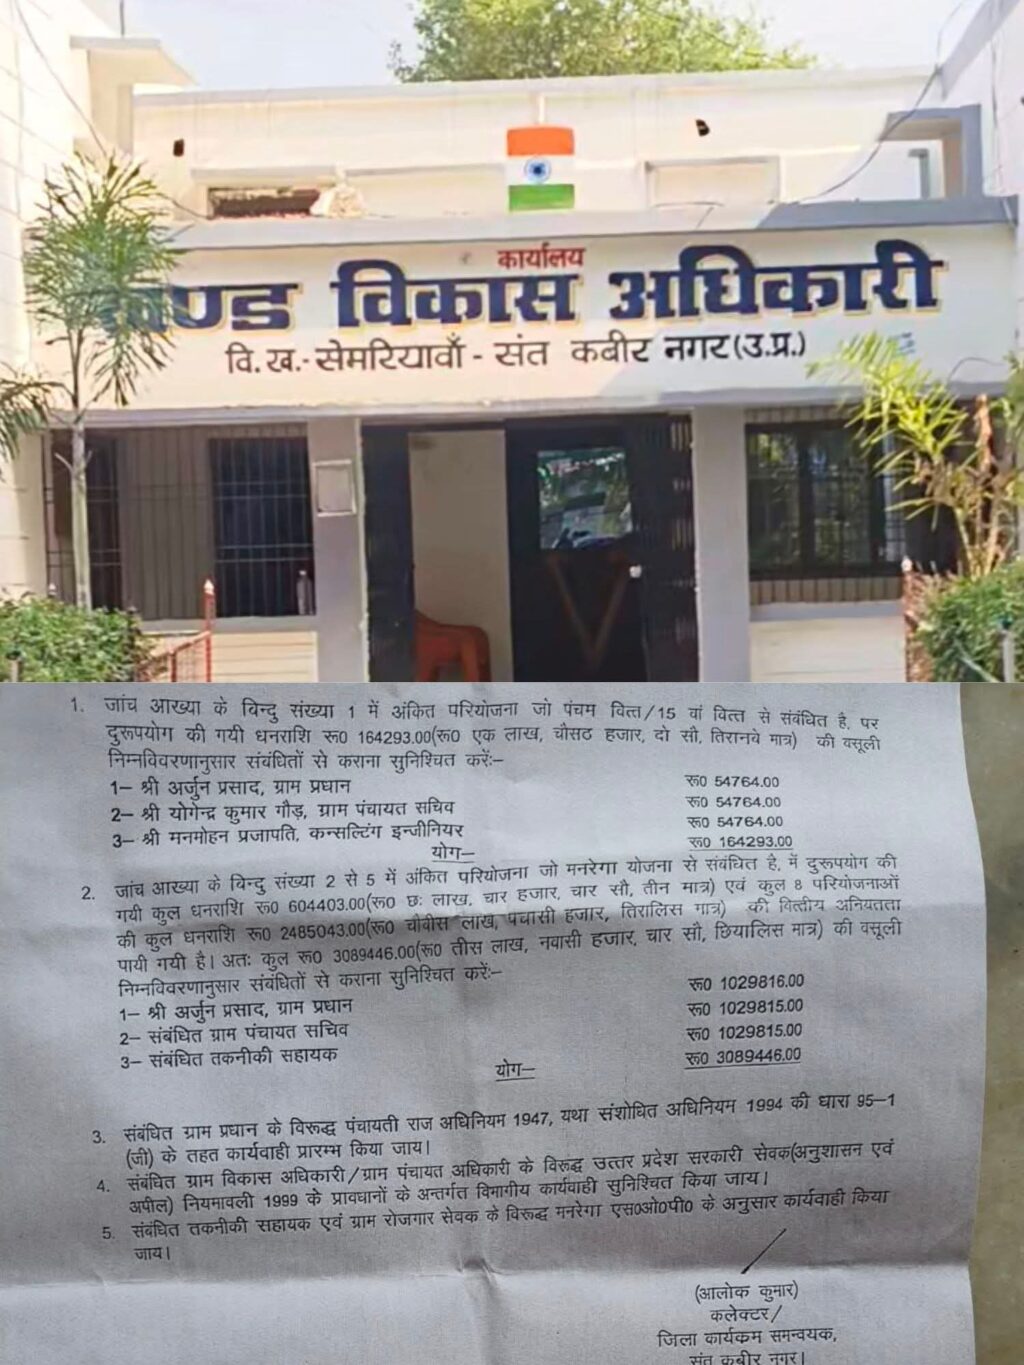 कार्यालय
खण्ड विकास अधिकारी
वि.ख.-सेमरियावाँ - संत कबीर नगर(उ.प्र.)
1. जांच आख्या के विन्दु संख्या 1 में अंकित परियोजना जो पंचम वित्त/15 वां वित्त से संबंधित है, पर
दुरूपयोग की गयी धनराशि रू0 164293.00(रू0 एक लाख, चौसठ हजार, दो सौ, तिरानवे मात्र) की वसूली
निम्नविवरणानुसार संबंधितों से कराना सुनिश्चित करें:–
1– श्री अर्जुन प्रसाद, ग्राम प्रधान रू0 54764.00
2– श्री योगेन्द्र कुमार गौड़, ग्राम पंचायत सचिव रू0 54764.00
3– श्री मनमोहन प्रजापति, कन्सल्टिंग इन्जीनियर रू0 54764.00
योग– रू0 164293.00
2. जांच आख्या के विन्दु संख्या 2 से 5 में अंकित परियोजना जो मनरेगा योजना से संबंधित है, में दुरूपयोग की
गयी कुल धनराशि रू0 604403.00(रू0 छः लाख, चार हजार, चार सौ, तीन मात्र) एवं कुल 8 परियोजनाओं
की कुल धनराशि रू0 2485043.00(रू0 चौवीस लाख, पचासी हजार, तिरालिस मात्र) की वित्तीय अनियतता
पायी गयी है। अतः कुल रू0 3089446.00(रू0 तीस लाख, नवासी हजार, चार सौ, छियालिस मात्र) की वसूली
निम्नविवरणानुसार संबंधितों से कराना सुनिश्चित करें:–
1– श्री अर्जुन प्रसाद, ग्राम प्रधान रू0 1029816.00
2– संबंधित ग्राम पंचायत सचिव रू0 1029815.00
3– संबंधित तकनीकी सहायक रू0 1029815.00
योग– रू0 3089446.00
3. संबंधित ग्राम प्रधान के विरूद्ध पंचायती राज अधिनियम 1947, यथा संशोधित अधिनियम 1994 की धारा 95–1
(जी) के तहत कार्यवाही प्रारम्भ किया जाय।
4. संबंधित ग्राम विकास अधिकारी/ग्राम पंचायत अधिकारी के विरूद्ध उत्तर प्रदेश सरकारी सेवक(अनुशासन एवं
अपील) नियमावली 1999 के प्रावधानों के अन्तर्गत विभागीय कार्यवाही सुनिश्चित किया जाय।
5. संबंधित तकनीकी सहायक एवं ग्राम रोजगार सेवक के विरूद्ध मनरेगा एस0ओ0पी0 के अनुसार कार्यवाही किया
जाय।
(आलोक कुमार)
कलेक्टर/
जिला कार्यक्रम समन्वयक,
संत कबीर नगर।